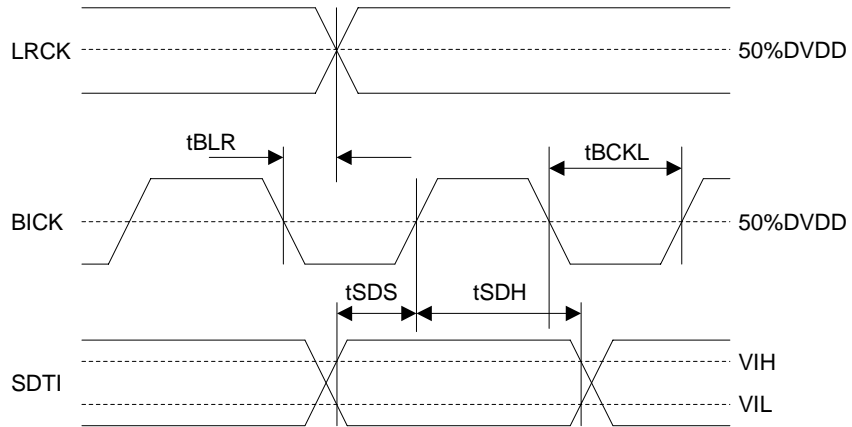 LRCK
50%DVDD
tBLR
tBCKL
BICK
50%DVDD
tSDS
tSDH
SDTI
VIH
VIL